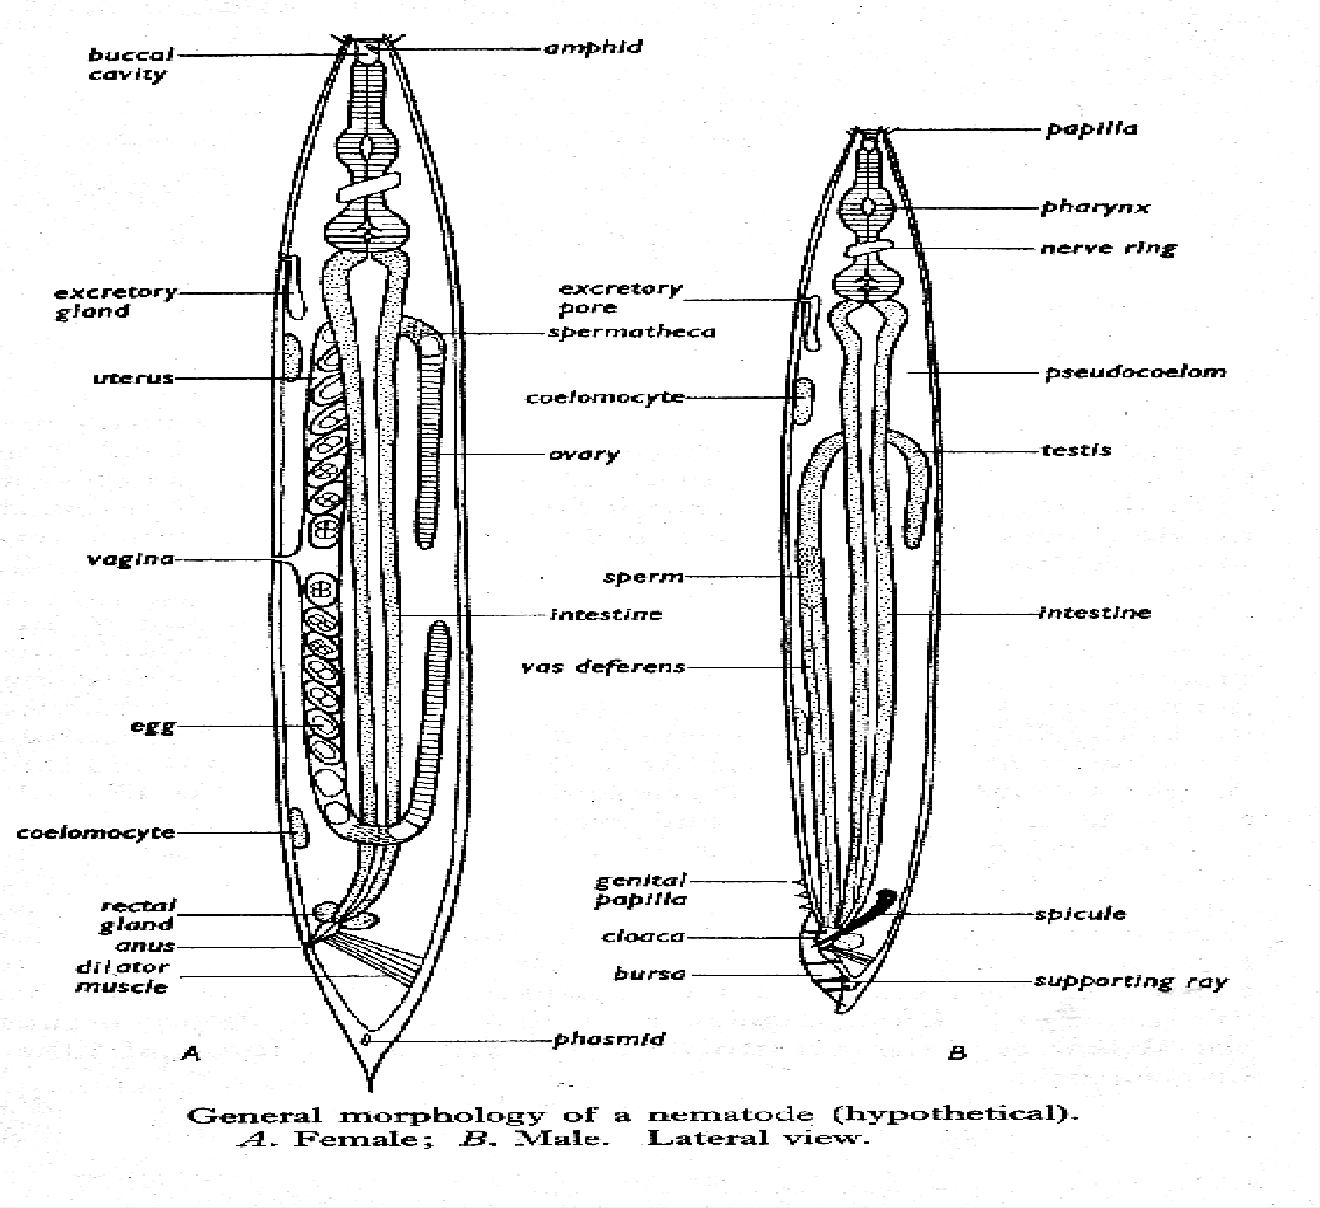 buccal
cavity
amphid
excretory
gland
spermatheca
uterus
ovary
vagina
intestine
egg
coelomocyte
rectal
gland
anus
dilator
muscle
phasmid
A
papilla
pharynx
nerve ring
excretory
pore
pseudocoelom
coelomocyte
testis
sperm
intestine
vas deferens
genital
papilla
spicule
cloaca
bursa
supporting ray
B
General morphology of a nematode (hypothetical).
A. Female; B. Male. Lateral view.